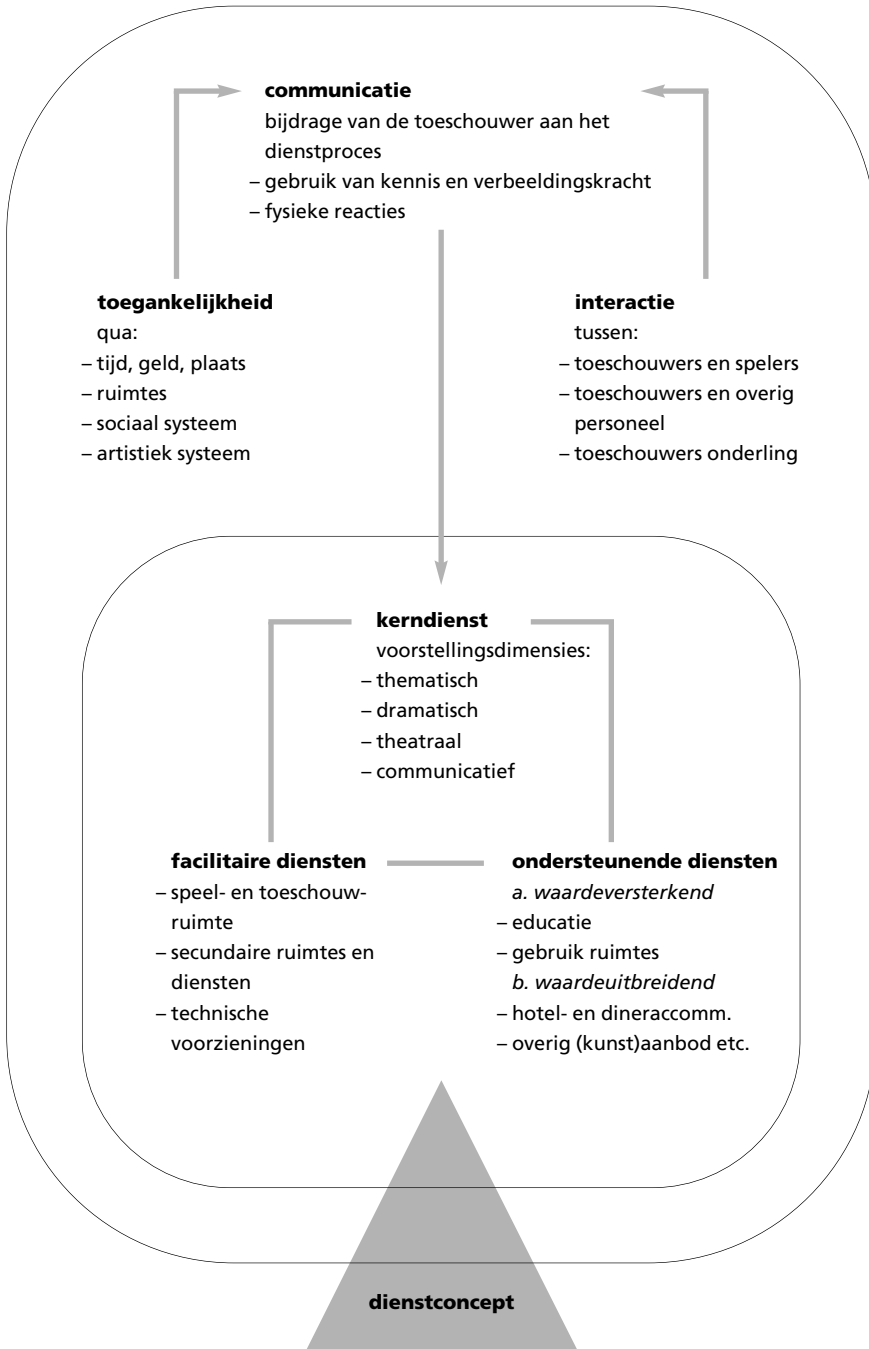 communicatie
bijdrage van de toeschouwer aan het
dienstproces
– gebruik van kennis en verbeeldingskracht
– fysieke reacties
toegankelijkheid
qua:
– tijd, geld, plaats
– ruimtes
– sociaal systeem
– artistiek systeem
interactie
tussen:
– toeschouwers en spelers
– toeschouwers en overig
personeel
– toeschouwers onderling
kerndienst
voorstellingsdimensies:
– thematisch
– dramatisch
– theatraal
– communicatief
facilitaire diensten
– speel- en toeschouw-
ruimte
– secundaire ruimtes en
diensten
– technische
voorzieningen
ondersteunende diensten
a. waardeversterkend
– educatie
– gebruik ruimtes
b. waardeuitbreidend
– hotel- en dineraccomm.
– overig (kunst)aanbod etc.
dienstconcept